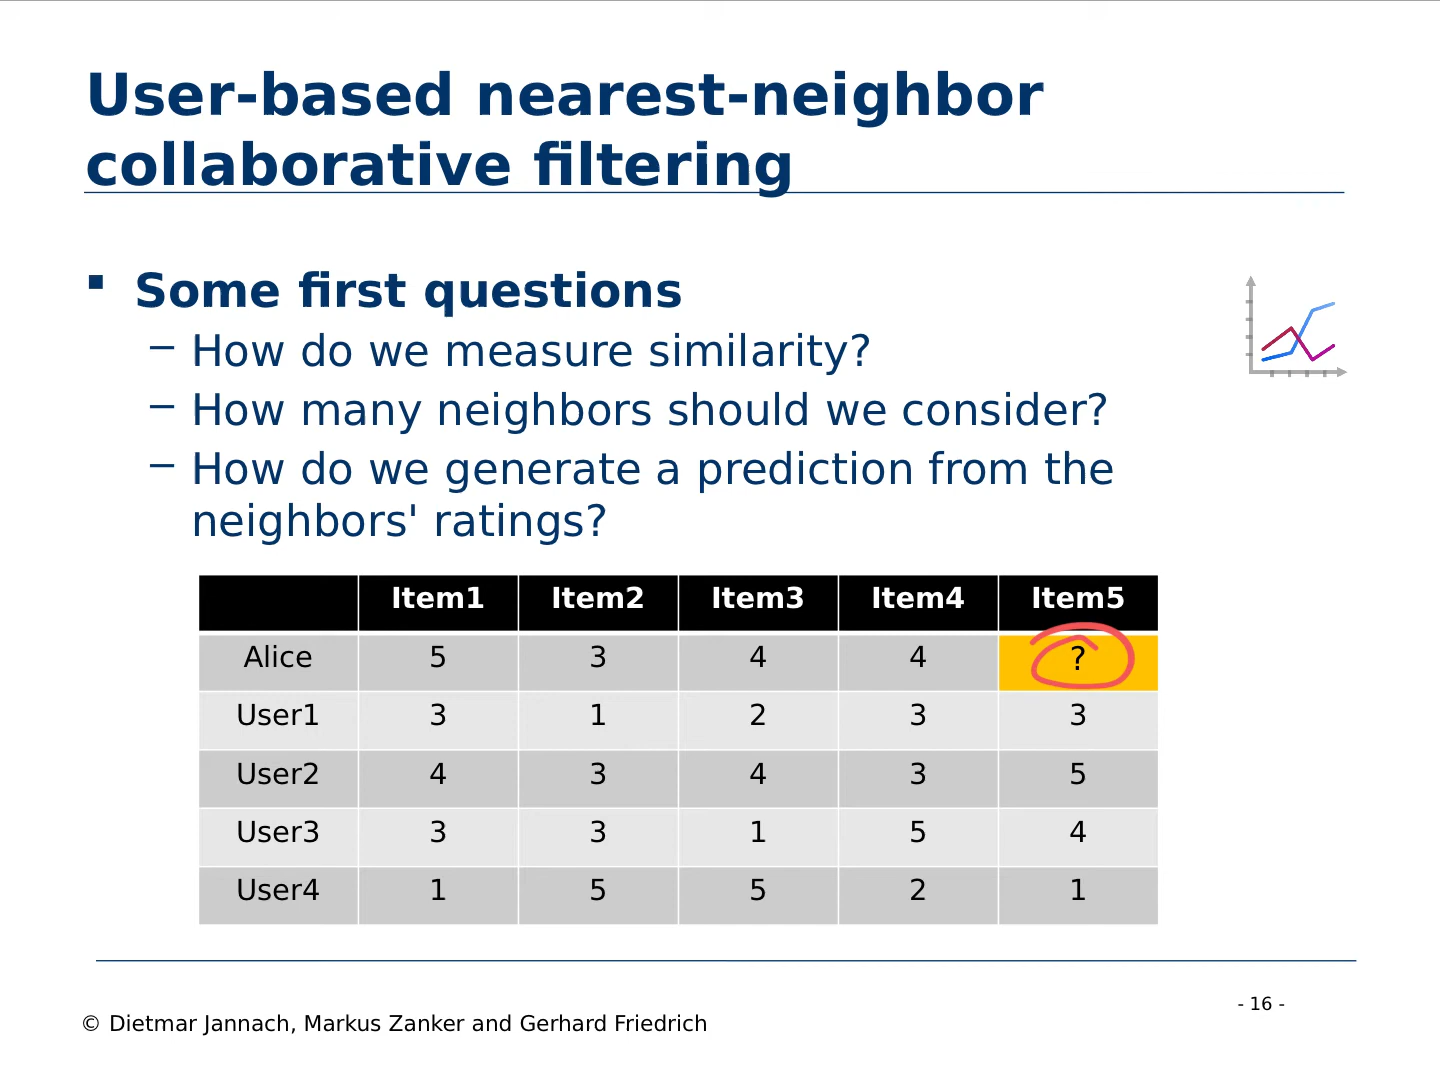 User-based nearest-neighbor
collaborative filtering
▪ Some first questions
– How do we measure similarity?
– How many neighbors should we consider?
– How do we generate a prediction from the
neighbors' ratings?
Item1 Item2 Item3 Item4 Item5
Alice 5 3 4 4 ?
User1 3 1 2 3 3
User2 4 3 4 3 5
User3 3 3 1 5 4
User4 1 5 5 2 1
- 16 -
© Dietmar Jannach, Markus Zanker and Gerhard Friedrich